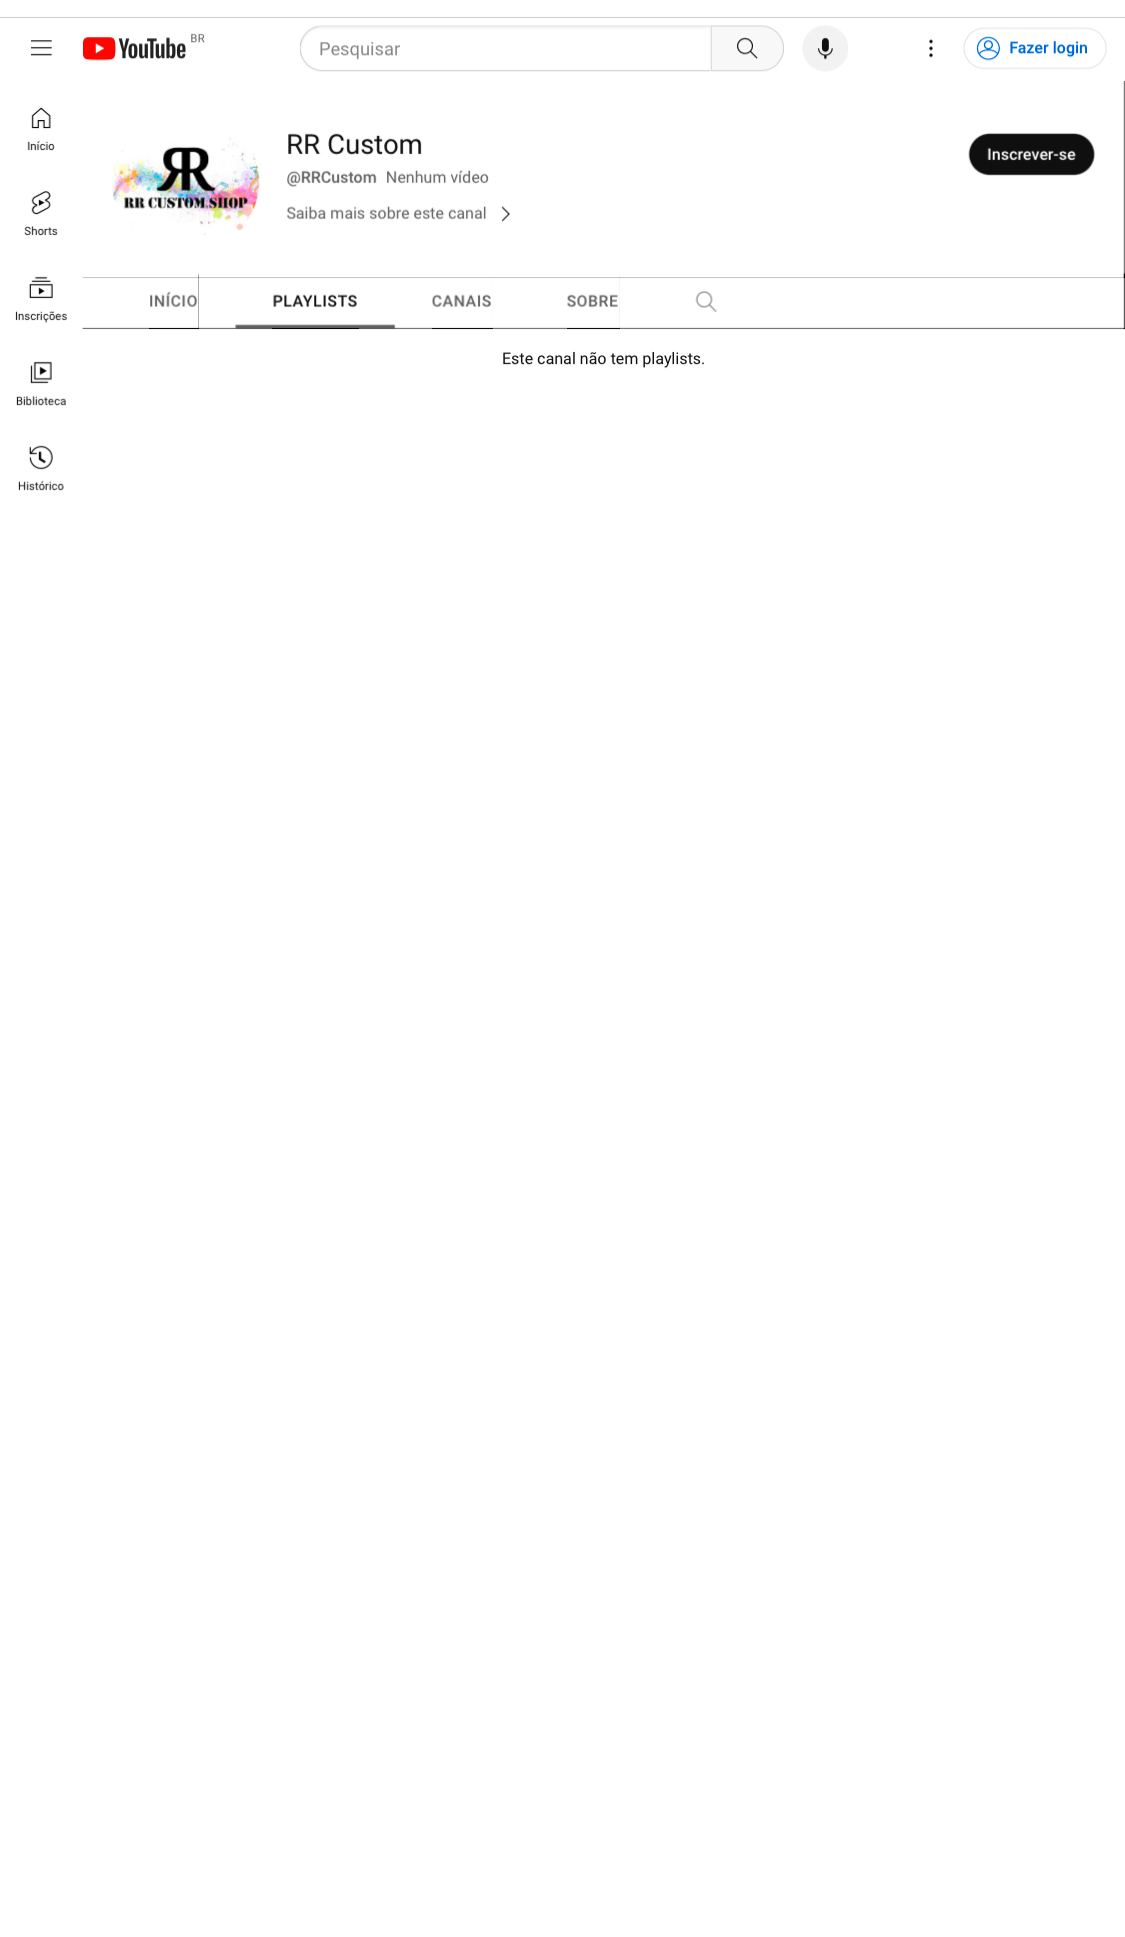 YouTube BR
Pesquisar
Fazer login
Início
Shorts
Inscrições
Biblioteca
Histórico
RR
RR CUSTOM.SHOP
RR Custom
@RRCustom Nenhum vídeo
Saiba mais sobre este canal
Inscrever-se
INÍCIO PLAYLISTS CANAIS SOBRE
Este canal não tem playlists.